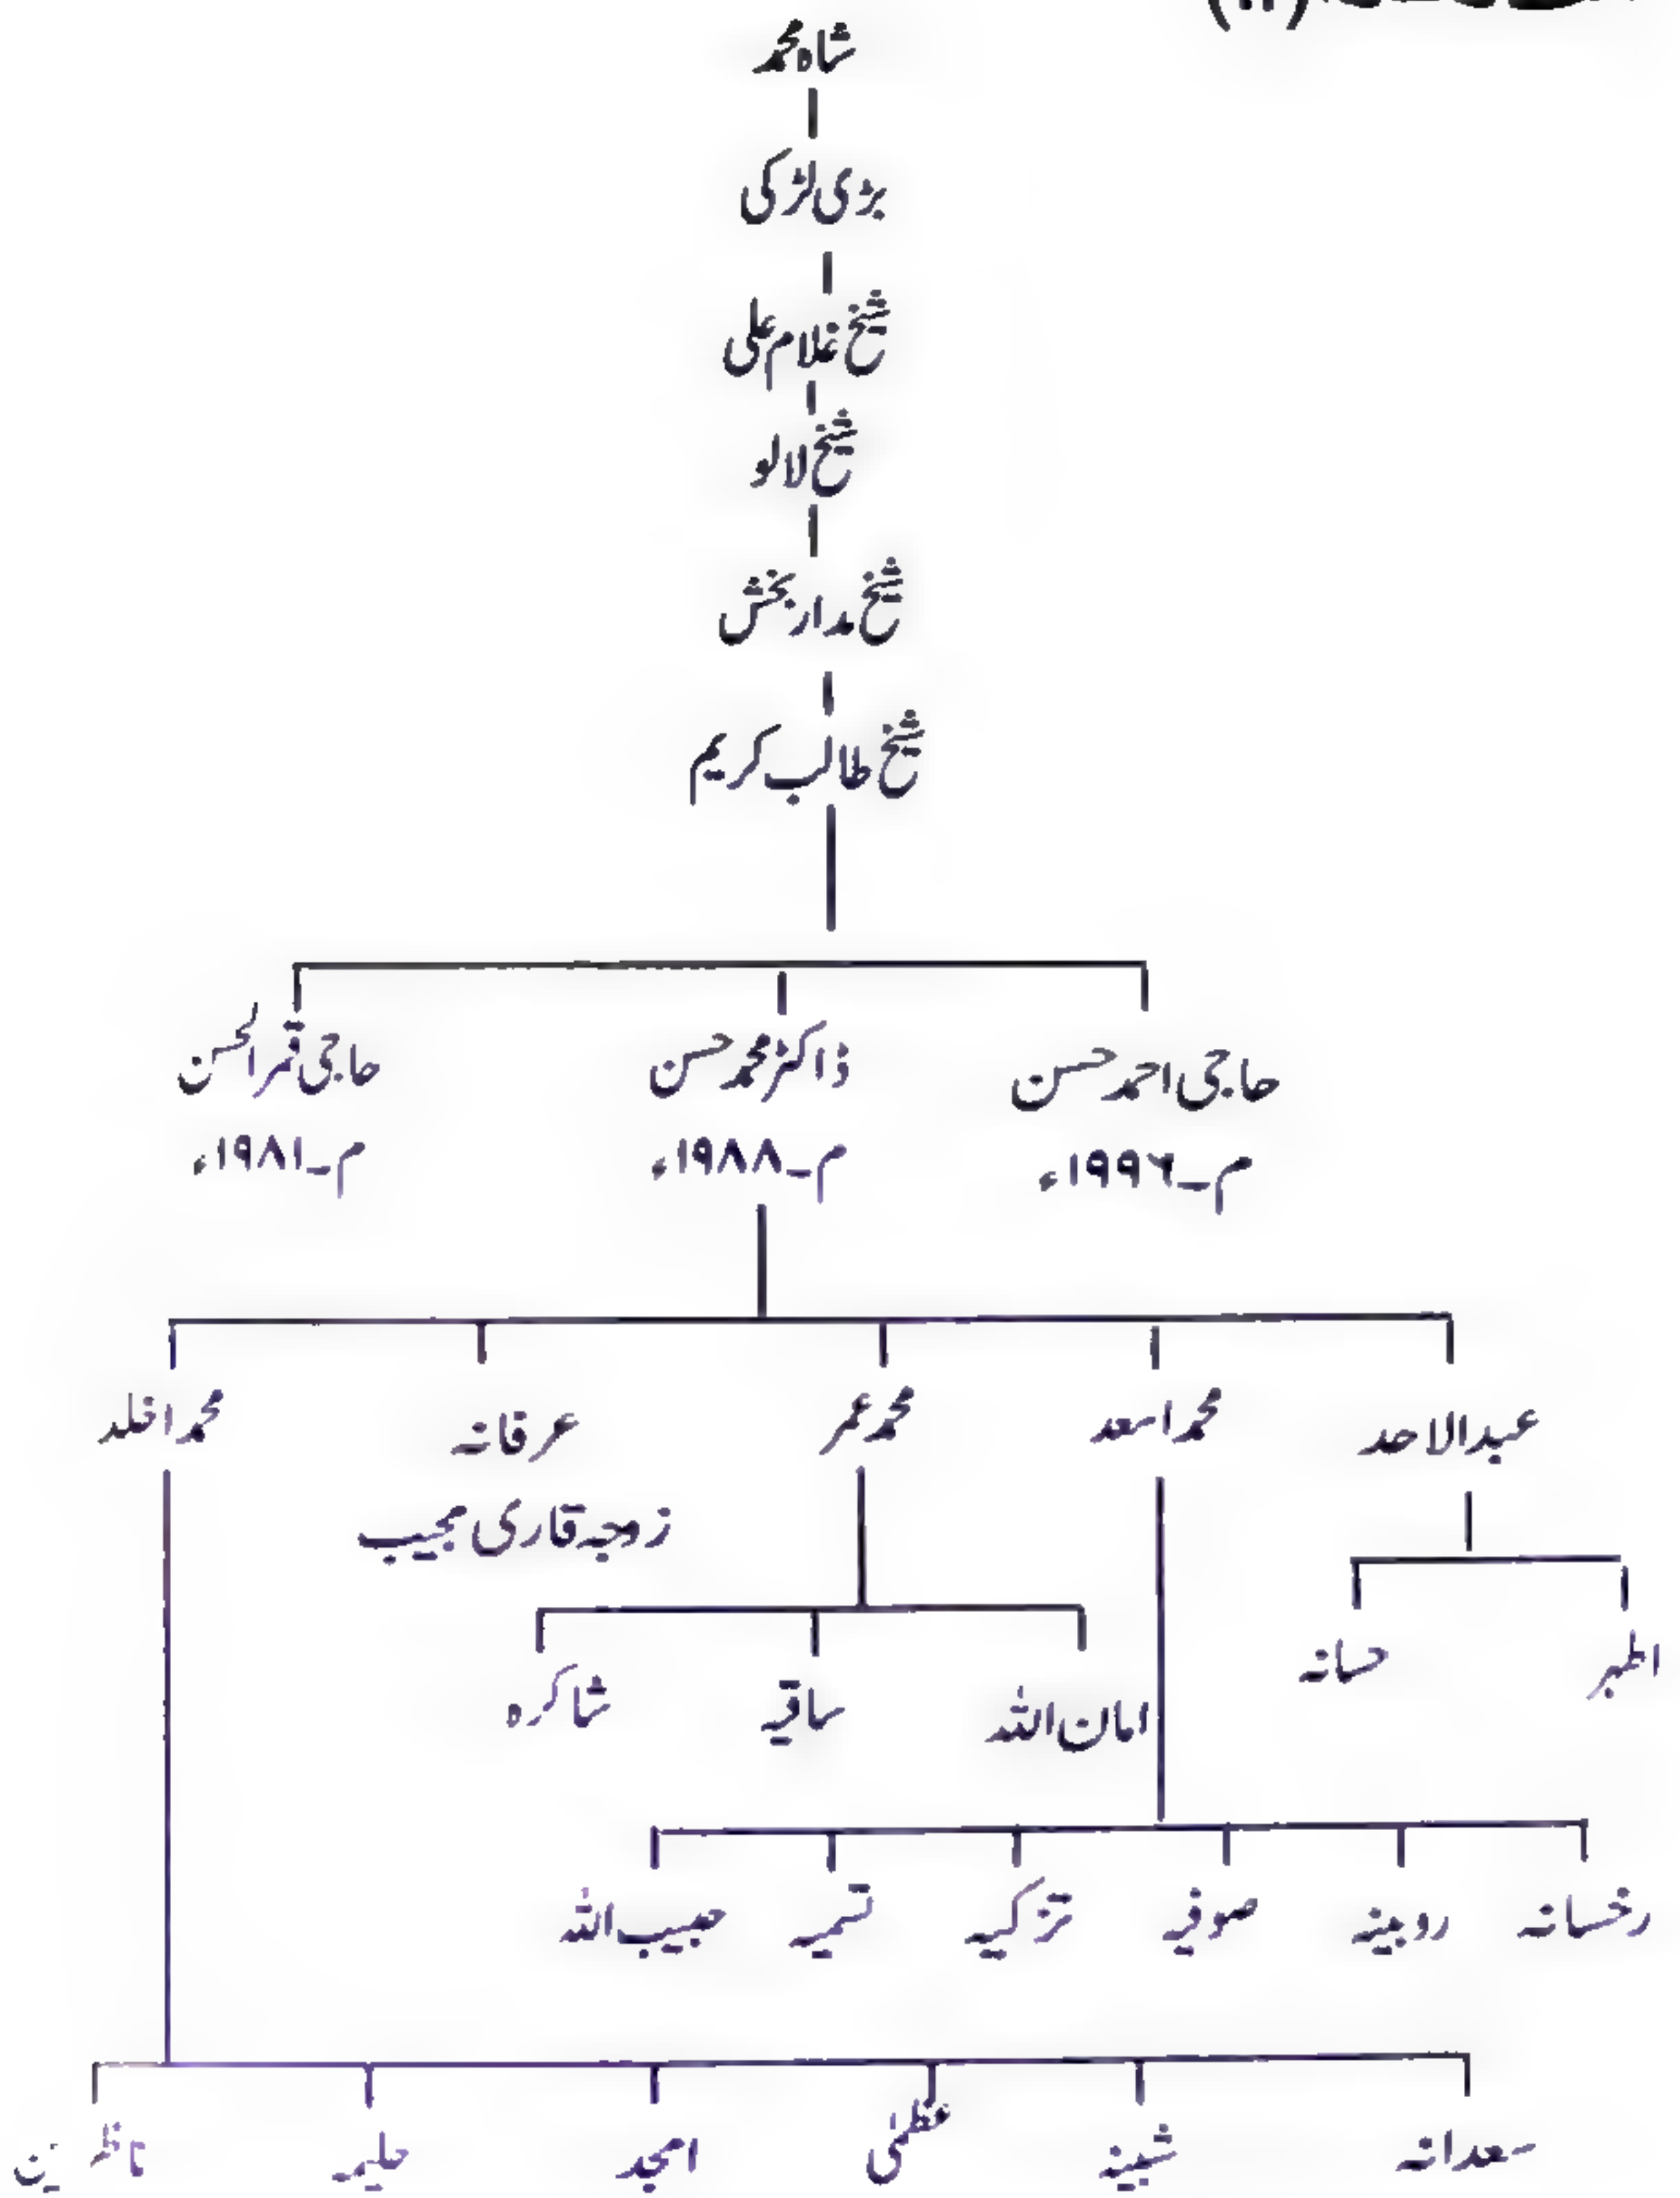 شاہ محمد
بڑی لڑکی
شیخ غلام علی
شیخ لالو
شیخ مدار بخش
شیخ طالب کریم
حاجی احمد حسن
ڈاکٹر محمد حسن
حاجی قمر الحسن
م۔۱۹۹۶ء
م۔۱۹۸۸ء
م۔۱۹۸۱ء
عبدالاحد
محمد اسعد
محمد عمر
عرفانہ
محمد اخلد
زوجہ قاری مجیب
اطہر
حسانہ
امان اللہ
ساقیہ
شاکرہ
رخسانہ
روبینہ
صوفیہ
تزکیہ
تسمیہ
حبیب اللہ
سعدانہ
شبینہ
عظمٰی
امجد
حلیمہ